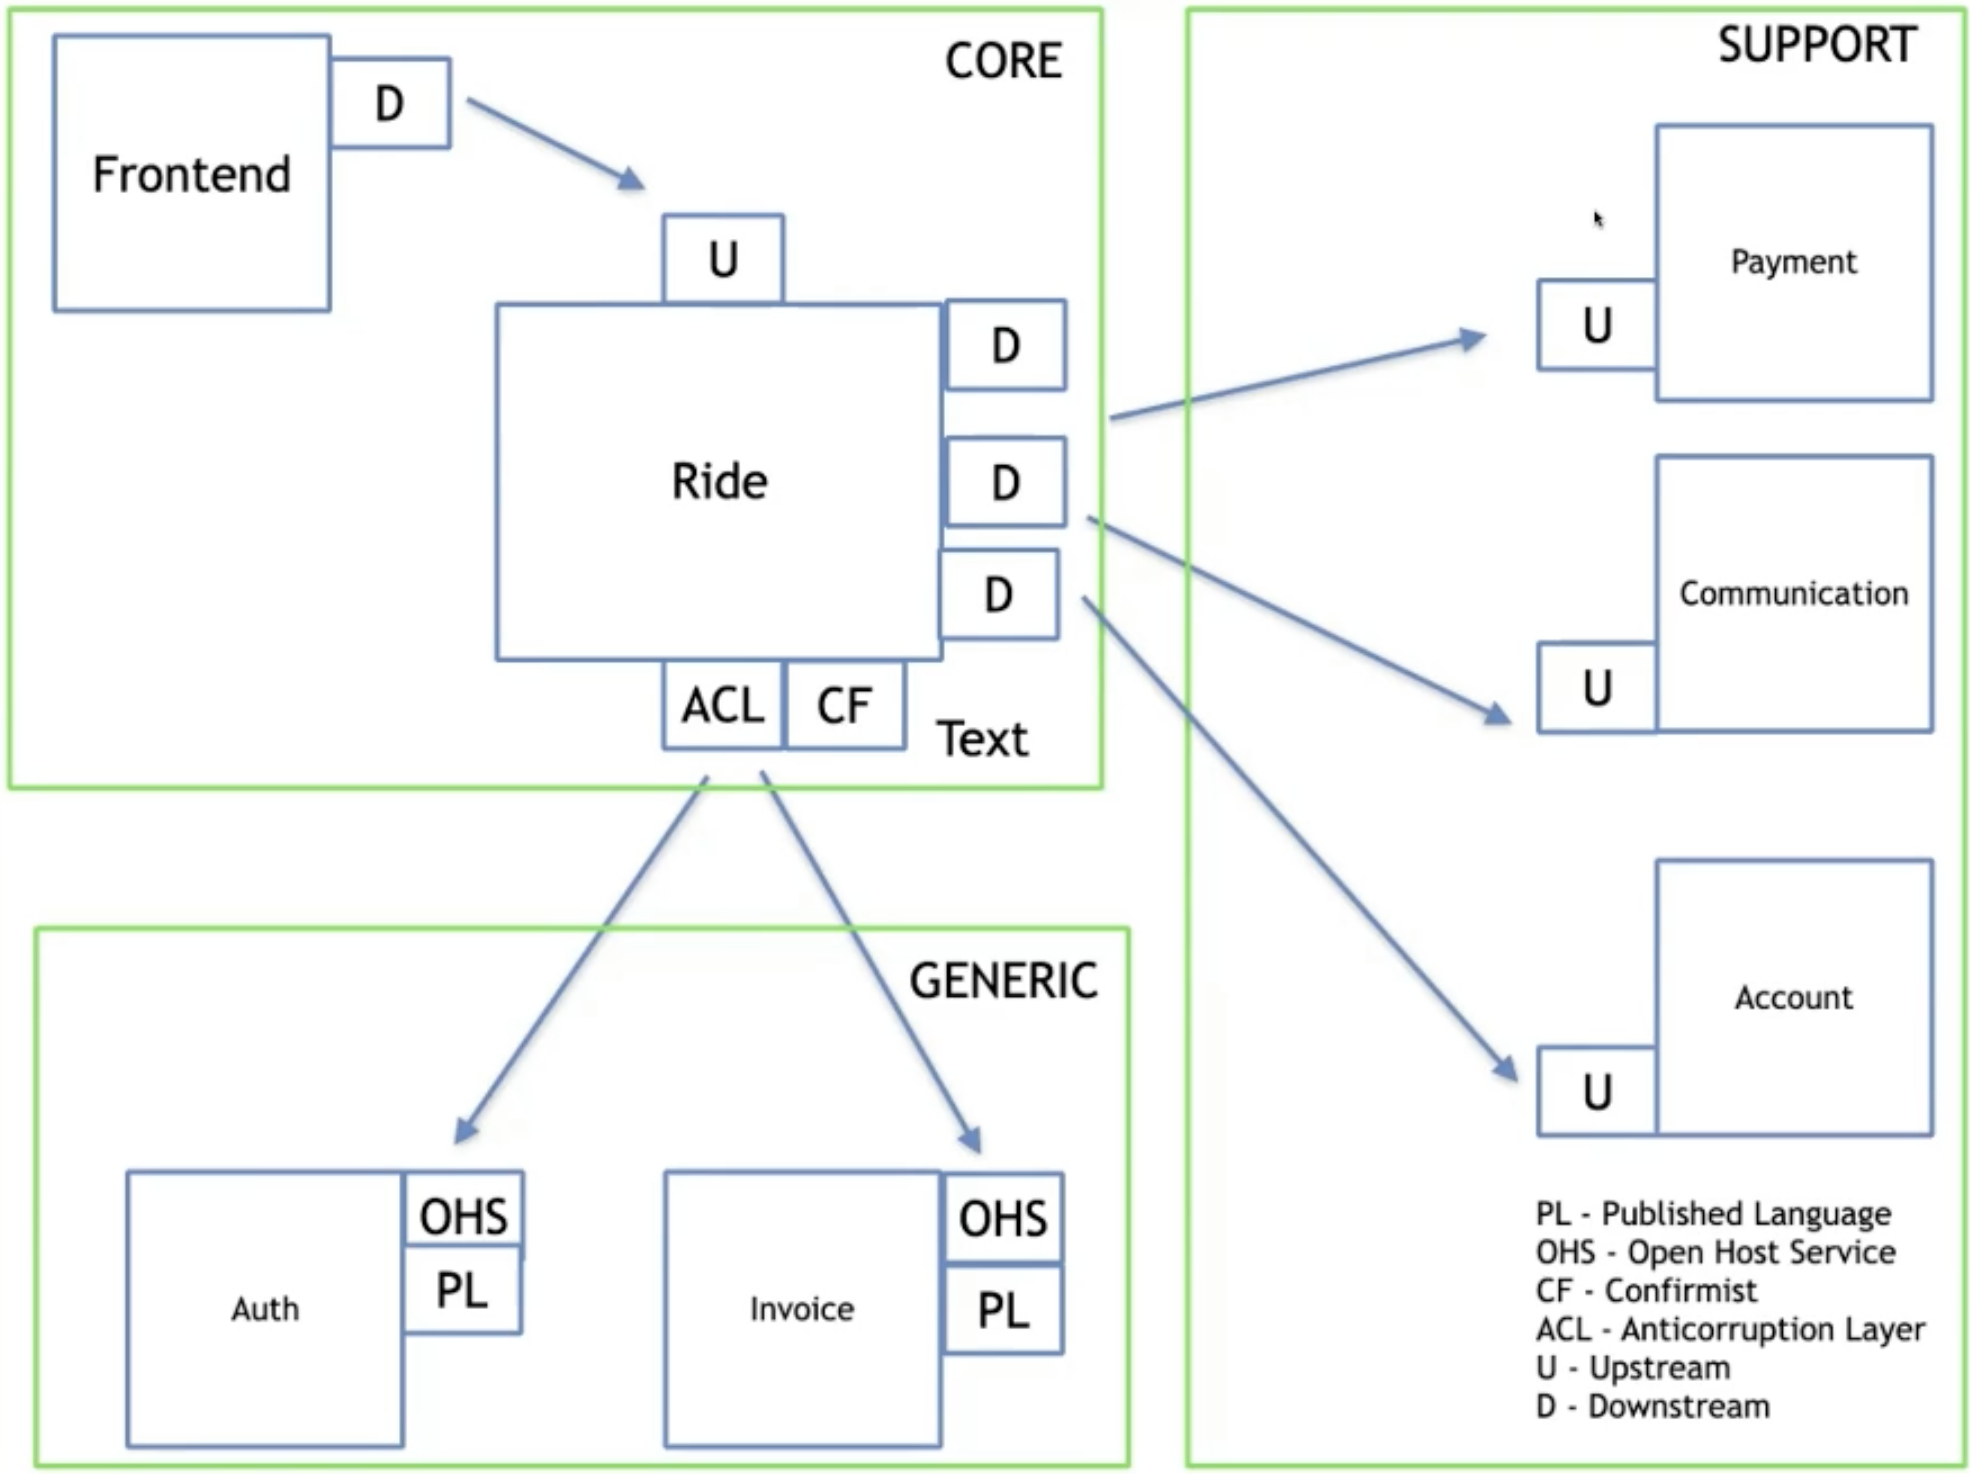 CORE
Frontend
D
U
Ride
D
D
D
ACL
CF
Text
SUPPORT
Payment
U
Communication
U
Account
U
GENERIC
Auth
OHS
PL
Invoice
OHS
PL
PL - Published Language
OHS - Open Host Service
CF - Confirmist
ACL - Anticorruption Layer
U - Upstream
D - Downstream